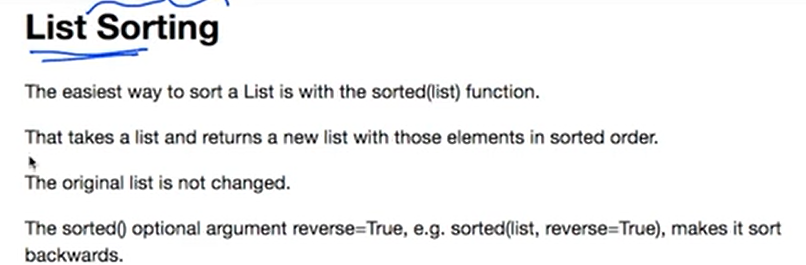 List Sorting
The easiest way to sort a List is with the sorted(list) function.
That takes a list and returns a new list with those elements in sorted order.
The original list is not changed.
The sorted() optional argument reverse=True, e.g. sorted(list, reverse=True), makes it sort
backwards.